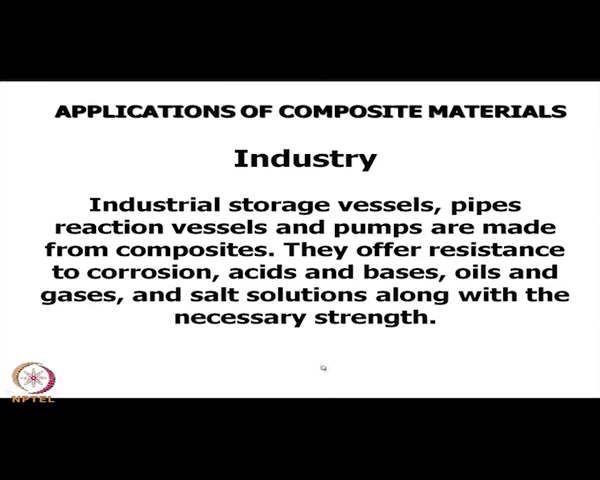 APPLICATIONS OF COMPOSITE MATERIALS
Industry
Industrial storage vessels, pipes
reaction vessels and pumps are made
from composites. They offer resistance
to corrosion, acids and bases, oils and
gases, and salt solutions along with the
necessary strength.
NPTEL